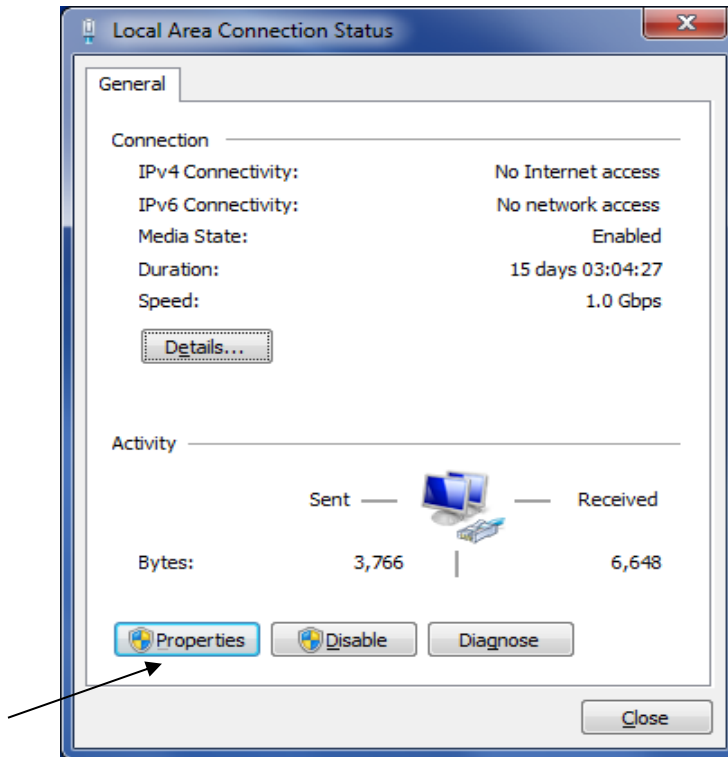 Local Area Connection Status
General
Connection
IPv4 Connectivity: No Internet access
IPv6 Connectivity: No network access
Media State: Enabled
Duration: 15 days 03:04:27
Speed: 1.0 Gbps
Details...
Activity
Sent Received
Bytes: 3,766 6,648
Properties Disable Diagnose
Close